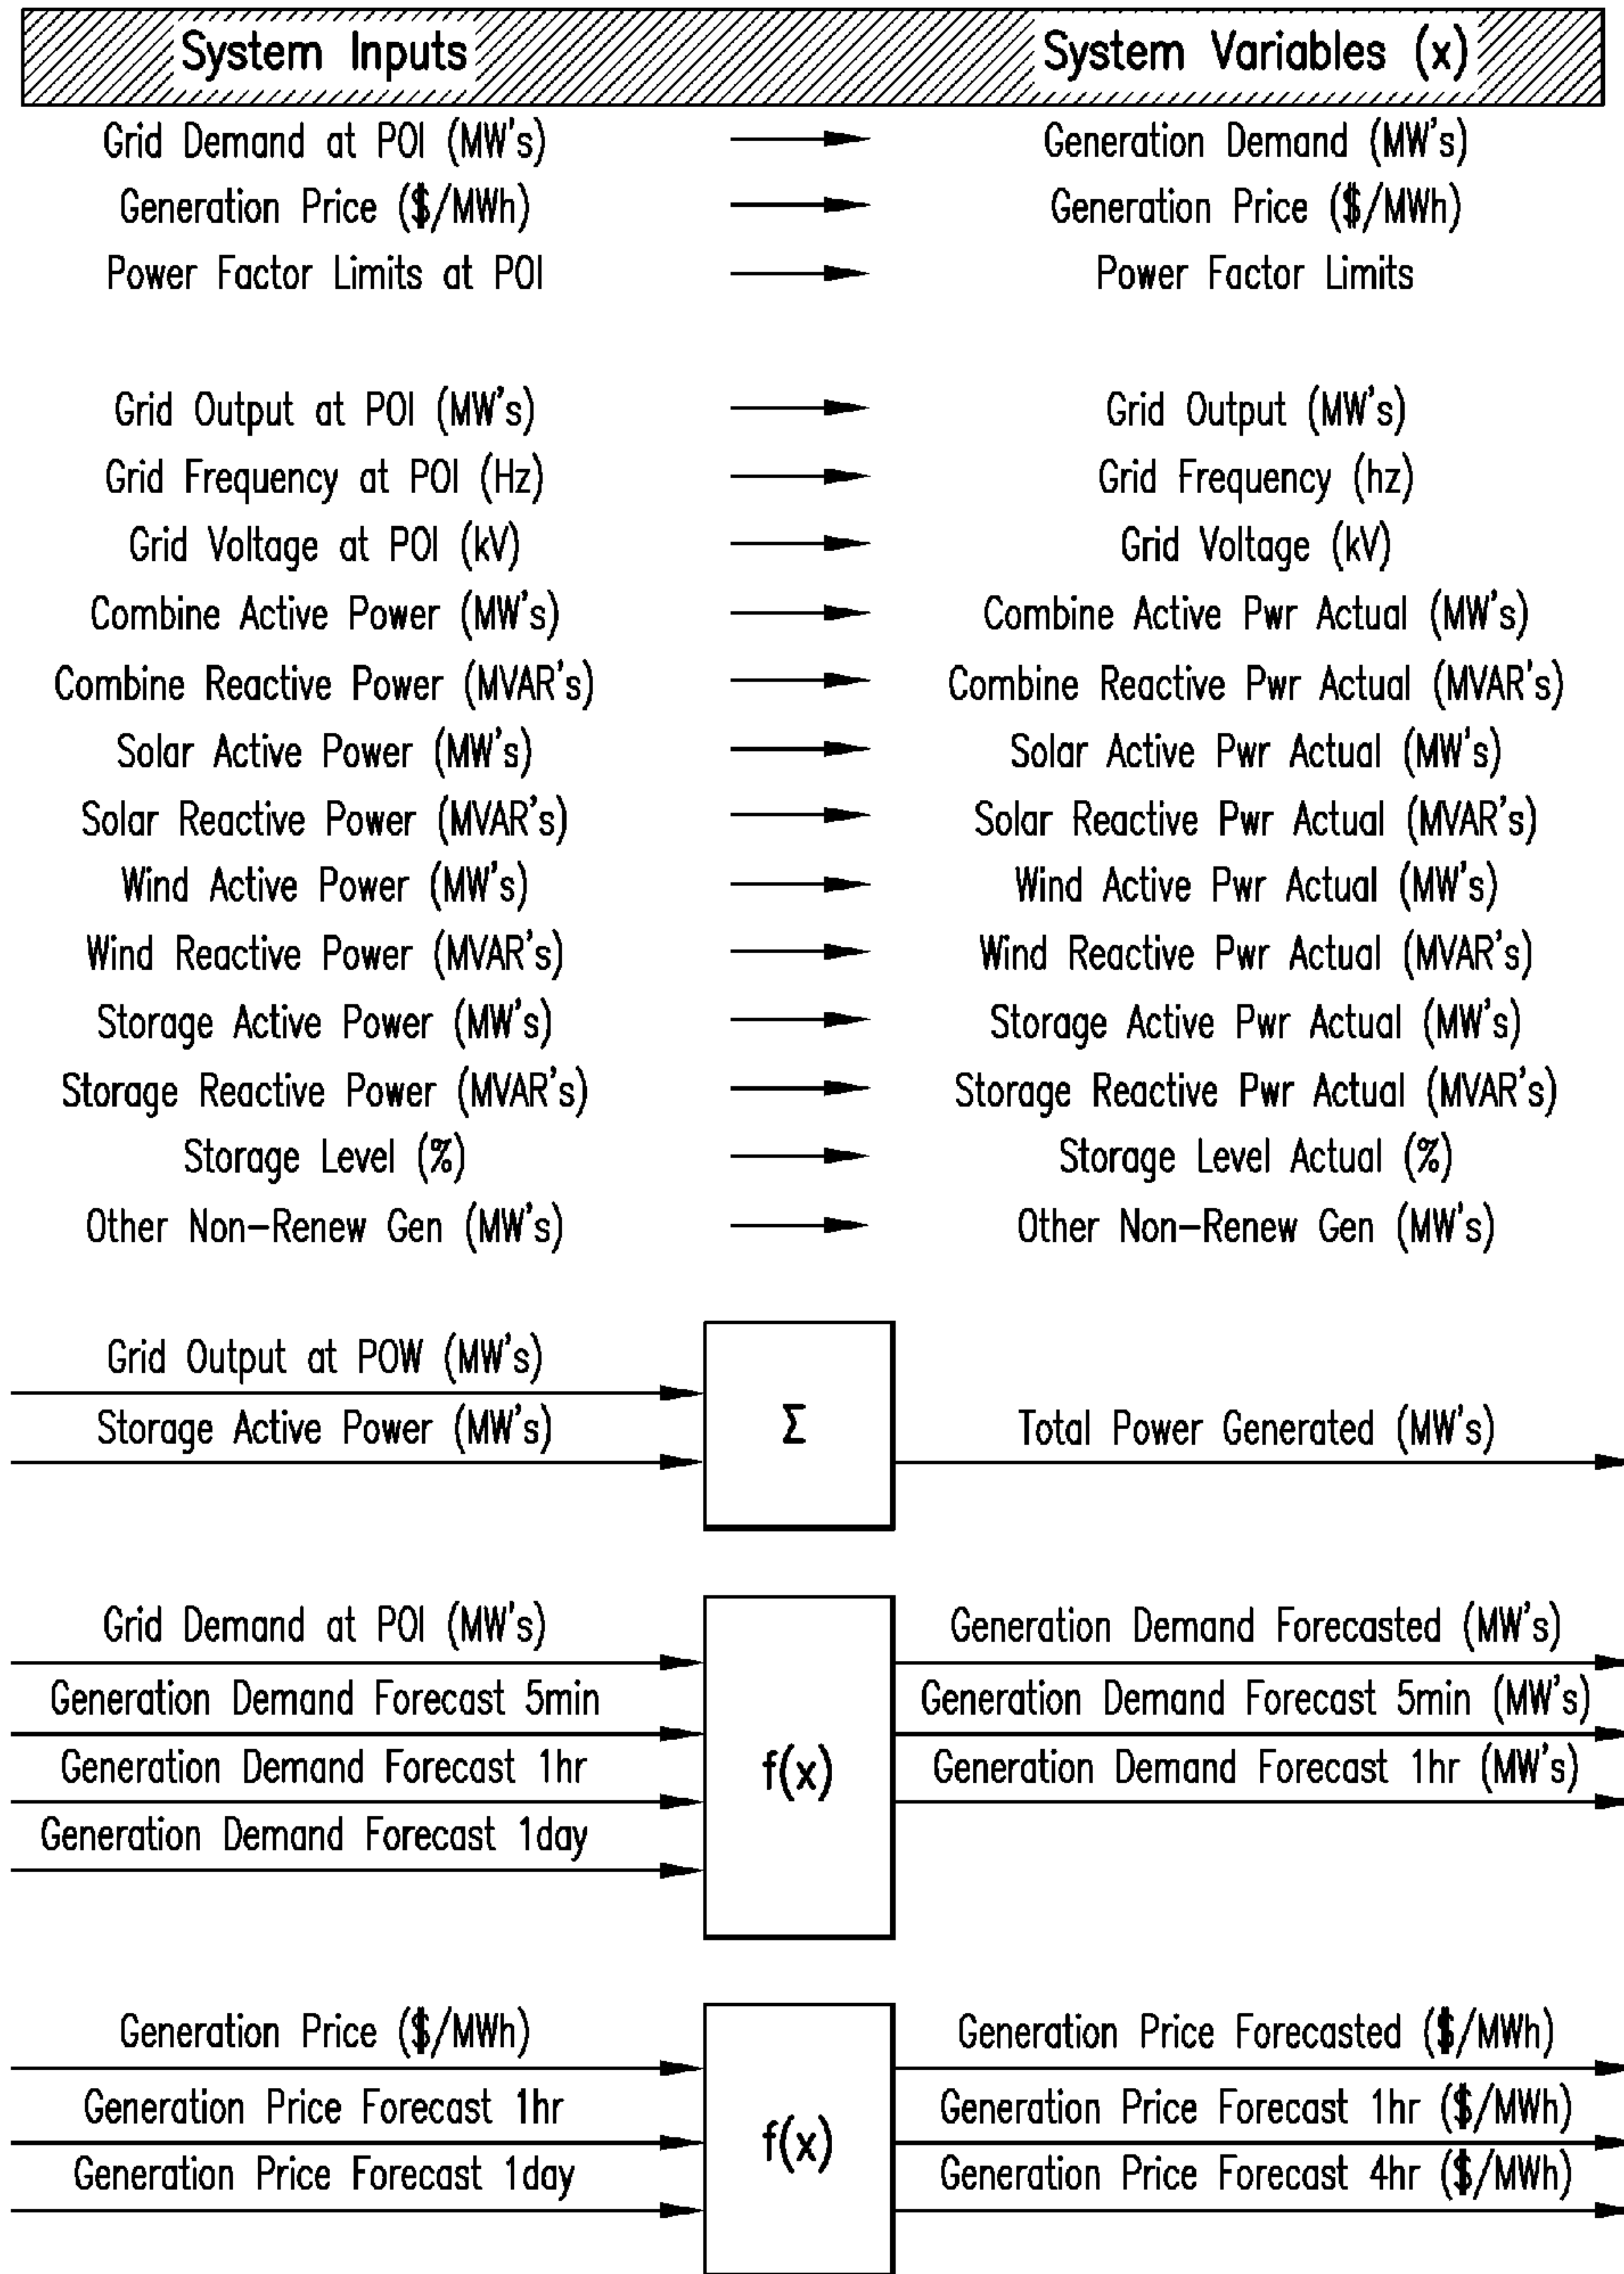 System Inputs System Variables (x)
Grid Demand at POI (MW's) Generation Demand (MW's)
Generation Price ($/MWh) Generation Price ($/MWh)
Power Factor Limits at POI Power Factor Limits
Grid Output at POI (MW's) Grid Output (MW's)
Grid Frequency at POI (Hz) Grid Frequency (hz)
Grid Voltage at POI (kV) Grid Voltage (kV)
Combine Active Power (MW's) Combine Active Pwr Actual (MW's)
Combine Reactive Power (MVAR's) Combine Reactive Pwr Actual (MVAR's)
Solar Active Power (MW's) Solar Active Pwr Actual (MW's)
Solar Reactive Power (MVAR's) Solar Reactive Pwr Actual (MVAR's)
Wind Active Power (MW's) Wind Active Pwr Actual (MW's)
Wind Reactive Power (MVAR's) Wind Reactive Pwr Actual (MVAR's)
Storage Active Power (MW's) Storage Active Pwr Actual (MW's)
Storage Reactive Power (MVAR's) Storage Reactive Pwr Actual (MVAR's)
Storage Level (%) Storage Level Actual (%)
Other Non-Renew Gen (MW's) Other Non-Renew Gen (MW's)
Grid Output at POW (MW's)
Storage Active Power (MW's) Σ Total Power Generated (MW's)
Grid Demand at POI (MW's) Generation Demand Forecasted (MW's)
Generation Demand Forecast 5min Generation Demand Forecast 5min (MW's)
Generation Demand Forecast 1hr f(x) Generation Demand Forecast 1hr (MW's)
Generation Demand Forecast 1day
Generation Price ($/MWh) Generation Price Forecasted ($/MWh)
Generation Price Forecast 1hr f(x) Generation Price Forecast 1hr ($/MWh)
Generation Price Forecast 1day Generation Price Forecast 4hr ($/MWh)